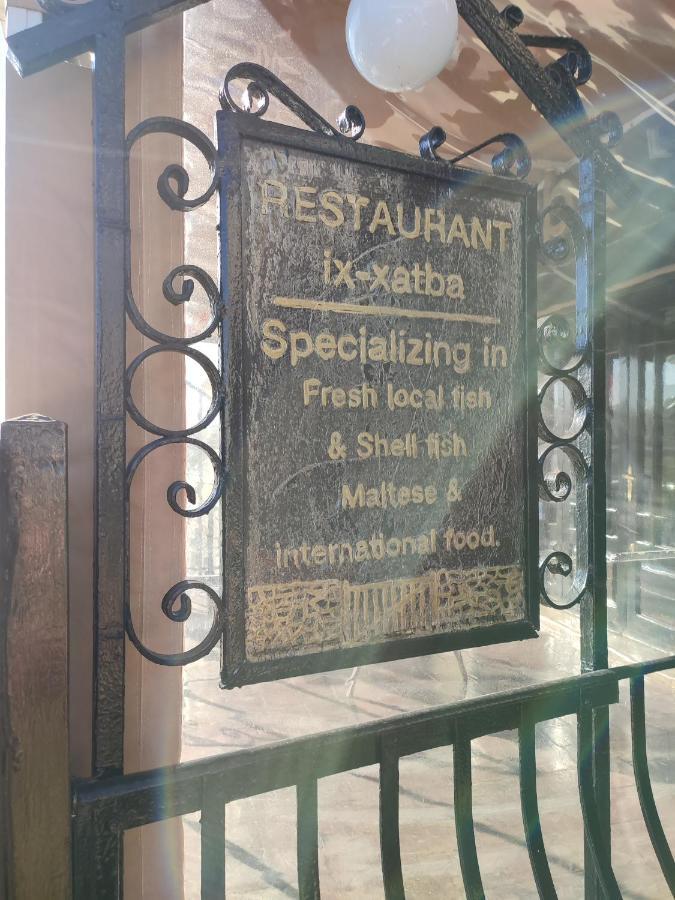 RESTAURANT
ix-xatba
Specializing in
Fresh local fish
& Shell fish
Maltese &
international food.